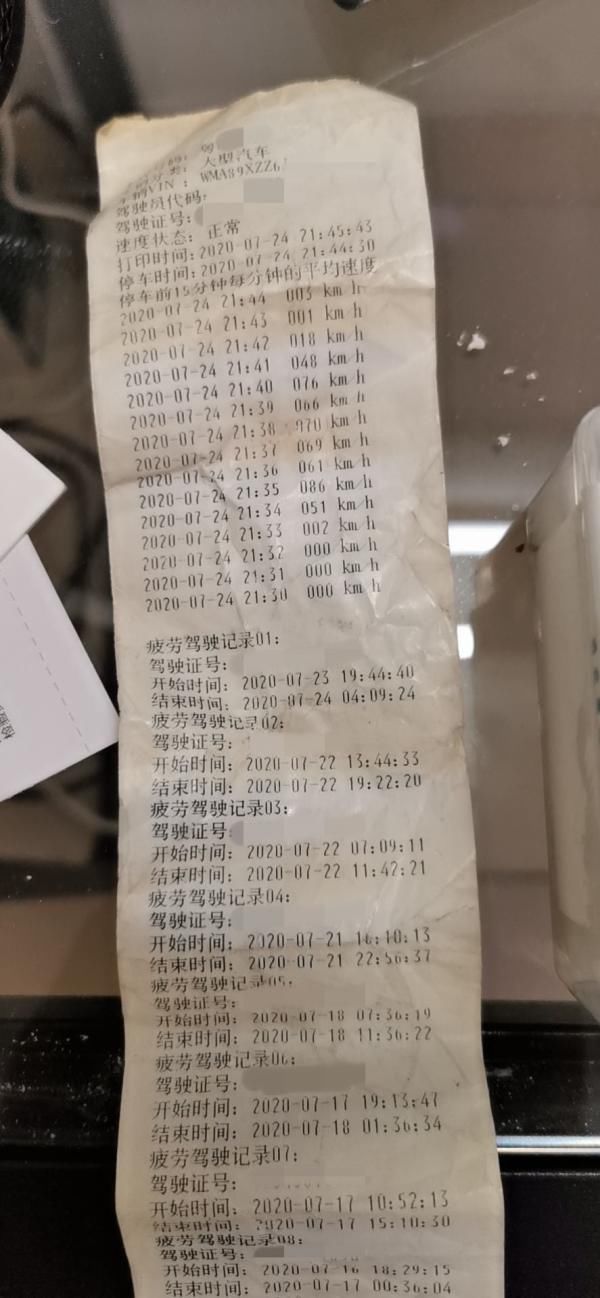 大型汽车
VIN: WMA89XZZ6
驾驶员代码:
驾驶证号:
速度状态: 正常
打印时间:2020-07-24 21:45:43
停车时间:2020-07-24 21:44:30
停车前15分钟每分钟的平均速度
2020-07-24 21:44 003 km/h
2020-07-24 21:43 001 km/h
2020-07-24 21:42 018 km/h
2020-07-24 21:41 048 km/h
2020-07-24 21:40 076 km/h
2020-07-24 21:39 066 km/h
2020-07-24 21:38 070 km/h
2020-07-24 21:37 069 km/h
2020-07-24 21:36 061 km/h
2020-07-24 21:35 086 km/h
2020-07-24 21:34 051 km/h
2020-07-24 21:33 002 km/h
2020-07-24 21:32 000 km/h
2020-07-24 21:31 000 km/h
2020-07-24 21:30 000 km/h
疲劳驾驶记录01:
驾驶证号:
开始时间: 2020-07-23 19:44:40
结束时间: 2020-07-24 04:09:24
疲劳驾驶记录02:
驾驶证号:
开始时间: 2020-07-22 13:44:33
结束时间: 2020-07-22 19:22:20
疲劳驾驶记录03:
驾驶证号:
开始时间: 2020-07-22 07:09:11
结束时间: 2020-07-22 11:42:21
疲劳驾驶记录04:
驾驶证号:
开始时间: 2020-07-21 16:10:13
结束时间: 2020-07-21 22:56:37
疲劳驾驶记录05:
驾驶证号:
开始时间: 2020-07-18 07:36:19
结束时间: 2020-07-18 11:36:22
疲劳驾驶记录06:
驾驶证号:
开始时间: 2020-07-17 19:13:47
结束时间: 2020-07-18 01:36:34
疲劳驾驶记录07:
驾驶证号:
开始时间: 2020-07-17 10:52:13
结束时间: 2020-07-17 15:10:30
疲劳驾驶记录08:
驾驶证号:
开始时间: 2020-07-16 18:29:15
结束时间: 2020-07-17 00:36:04